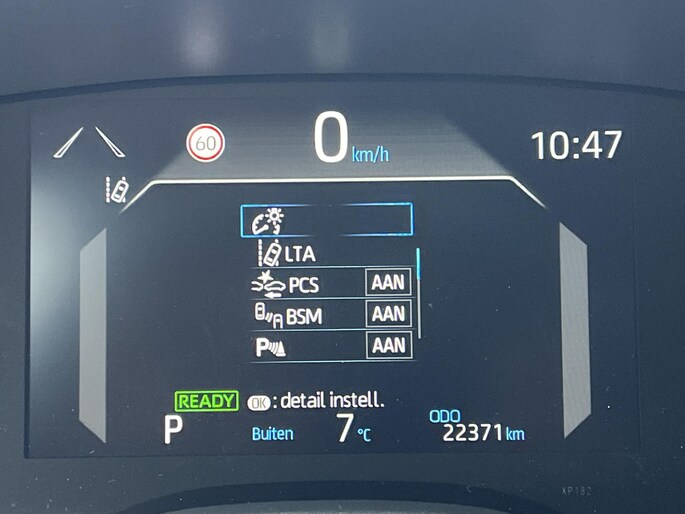 60
0 km/h
10:47
LTA
PCS AAN
BSM AAN
P AAN
READY OK : detail instell.
P
Buiten 7 °C
ODO
22371 km
XP182